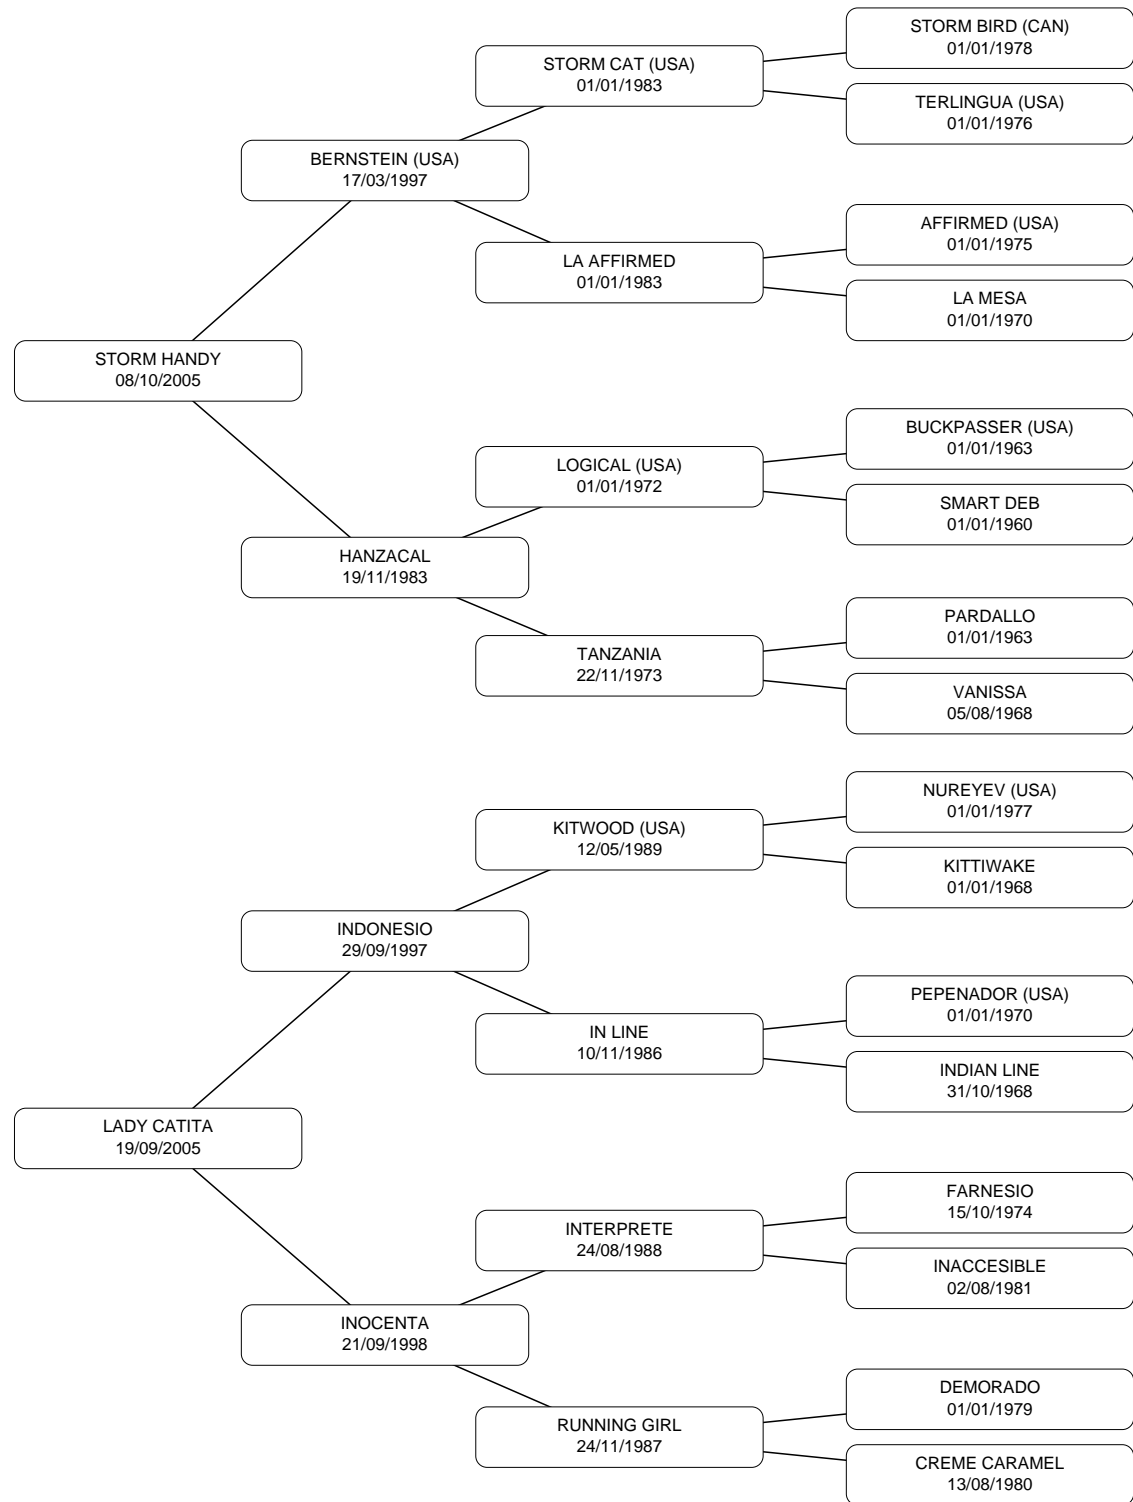 STORM BIRD (CAN)
01/01/1978
STORM CAT (USA)
01/01/1983
TERLINGUA (USA)
01/01/1976
BERNSTEIN (USA)
17/03/1997
AFFIRMED (USA)
01/01/1975
LA AFFIRMED
01/01/1983
LA MESA
01/01/1970
STORM HANDY
08/10/2005
BUCKPASSER (USA)
01/01/1963
LOGICAL (USA)
01/01/1972
SMART DEB
01/01/1960
HANZACAL
19/11/1983
PARDALLO
01/01/1963
TANZANIA
22/11/1973
VANISSA
05/08/1968
NUREYEV (USA)
01/01/1977
KITWOOD (USA)
12/05/1989
KITTIWAKE
01/01/1968
INDONESIO
29/09/1997
PEPENADOR (USA)
01/01/1970
IN LINE
10/11/1986
INDIAN LINE
31/10/1968
LADY CATITA
19/09/2005
FARNESIO
15/10/1974
INTERPRETE
24/08/1988
INACCESIBLE
02/08/1981
INOCENTA
21/09/1998
DEMORADO
01/01/1979
RUNNING GIRL
24/11/1987
CREME CARAMEL
13/08/1980